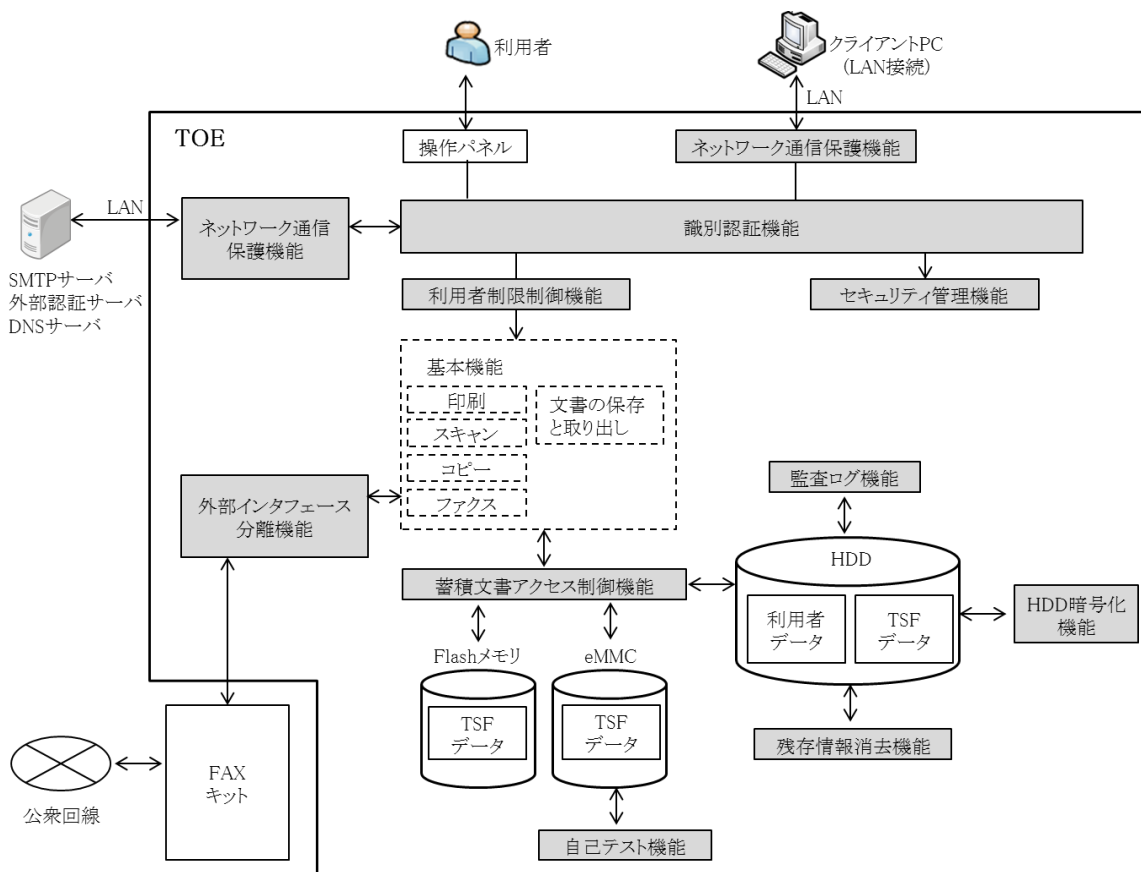 利用者
クライアントPC
(LAN接続)
LAN
TOE
操作パネル
ネットワーク通信保護機能
LAN
ネットワーク通信
保護機能
識別認証機能
SMTPサーバ
外部認証サーバ
DNSサーバ
利用者制限制御機能
セキュリティ管理機能
基本機能
印刷
スキャン
コピー
ファクス
文書の保存
と取り出し
外部インタフェース
分離機能
監査ログ機能
HDD
利用者
データ
TSF
データ
HDD暗号化
機能
蓄積文書アクセス制御機能
Flashメモリ
TSF
データ
eMMC
TSF
データ
残存情報消去機能
自己テスト機能
FAX
キット
公衆回線